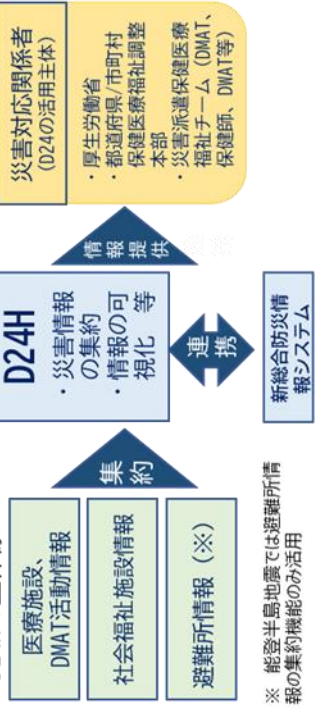 医療施設、
DMAT活動情報
社会福祉施設情報
避難所情報（※）
集約
D24H
・災害情報
の集約
・情報の可
視化　等
連携
新総合防災情
報システム
情報
提供
災害対応関係者
(D24の活用主体)
・厚生労働省
・都道府県/市町村
保健医療福祉調整
本部
・災害派遣保健医療
福祉チーム（DMAT、
保健師、DWAT等）
※　能登半島地震では避難所情
報の集約機能のみ活用